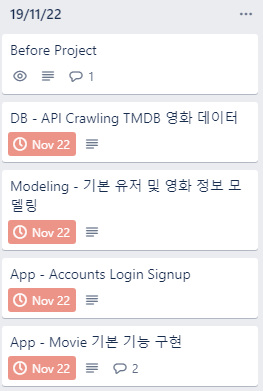 19/11/22
Before Project
1
DB - API Crawling TMDB 영화 데이터
Nov 22
Modeling - 기본 유저 및 영화 정보 모
델링
Nov 22
App - Accounts Login Signup
Nov 22
App - Movie 기본 기능 구현
Nov 22
2